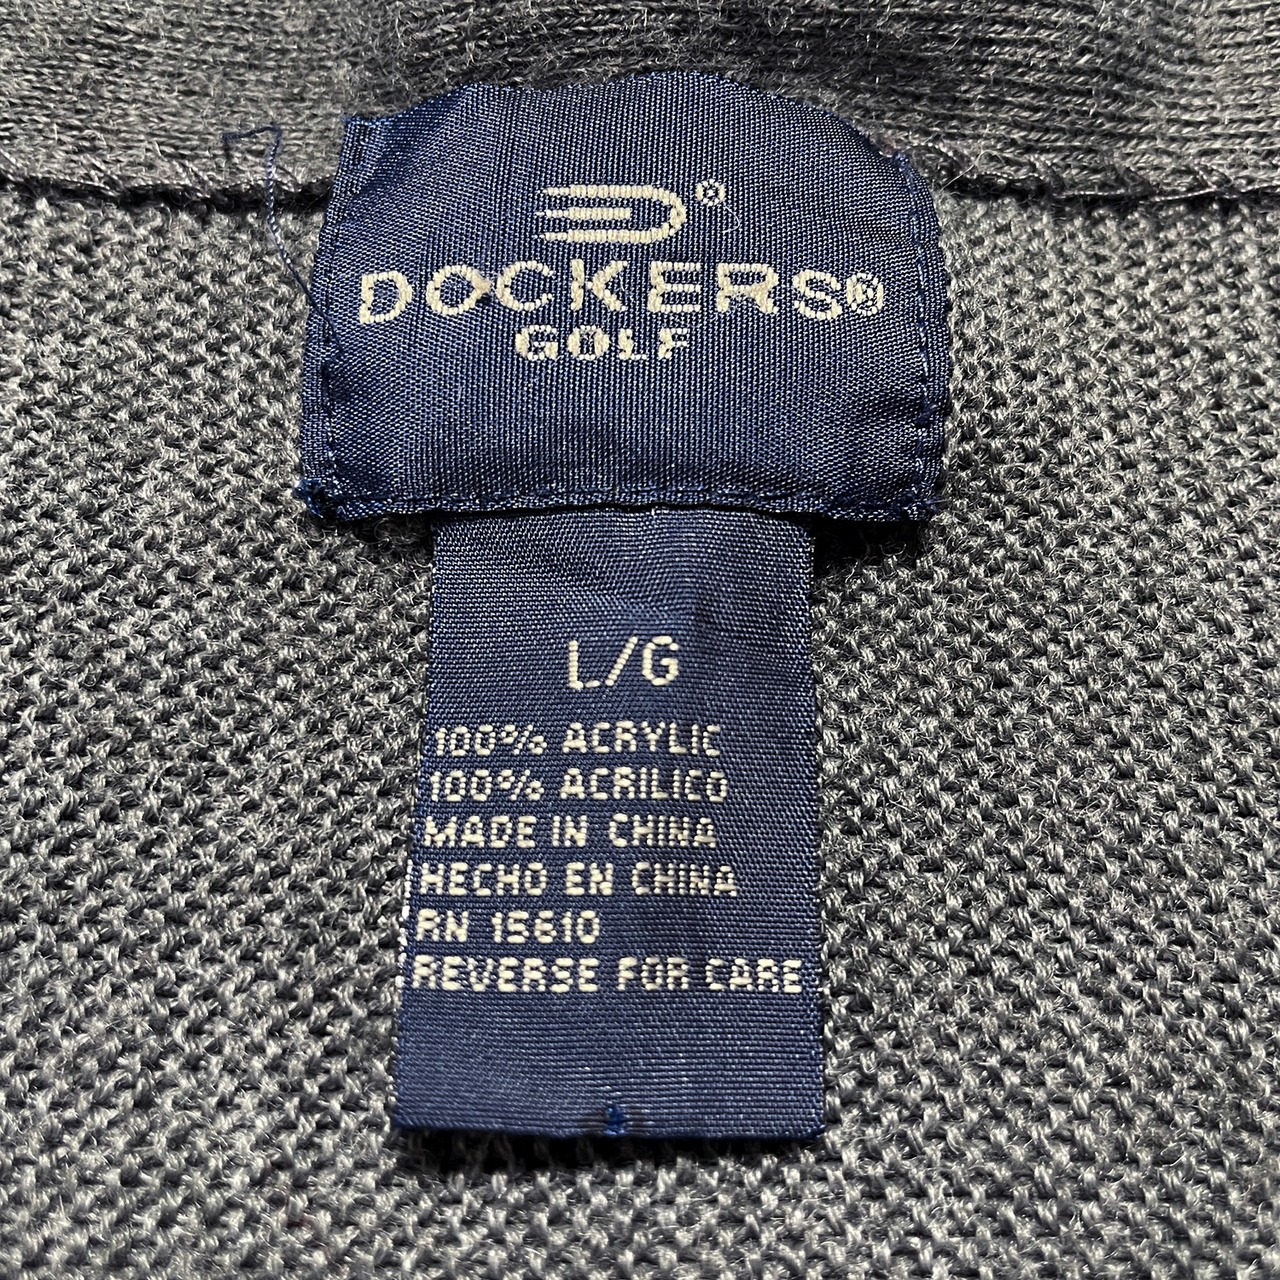 ®
DOCKERS®
GOLF
L/G
100% ACRYLIC
100% ACRILICO
MADE IN CHINA
HECHO EN CHINA
RN 15610
REVERSE FOR CARE